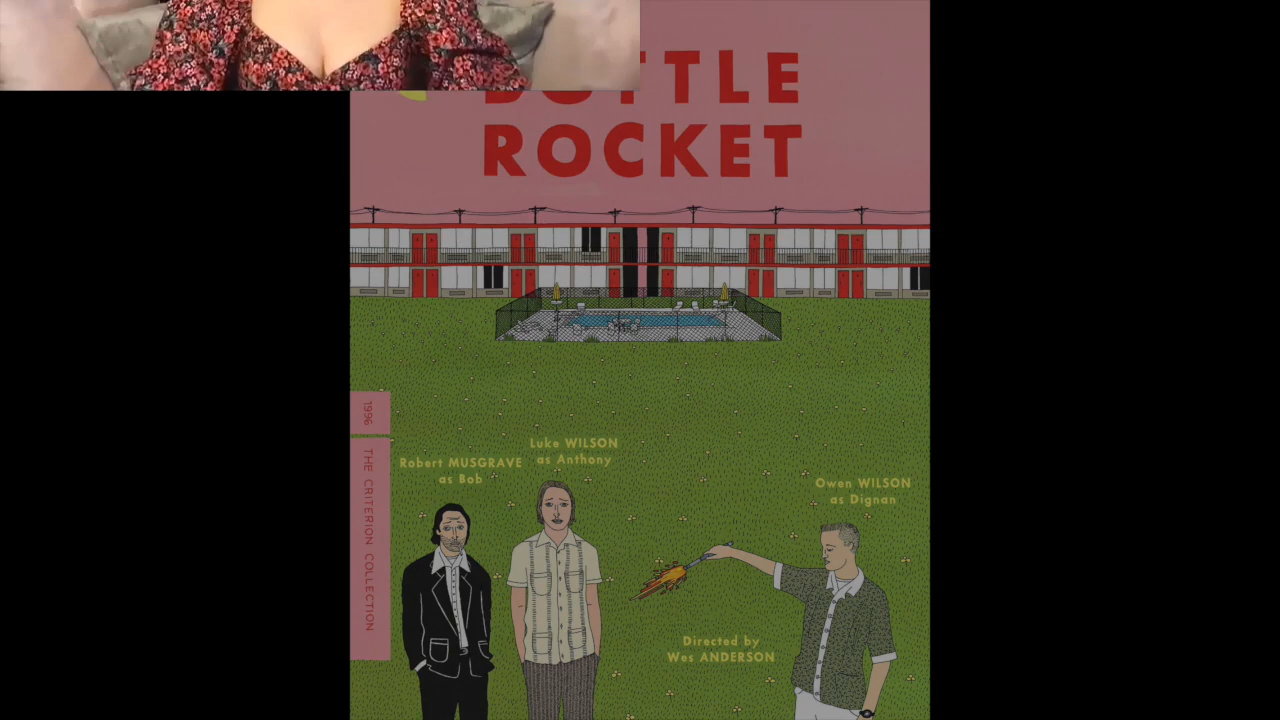 BOTTLE
ROCKET
1996
THE CRITERION COLLECTION
Luke WILSON
as Anthony
Robert MUSGRAVE
as Bob
Owen WILSON
as Dignan
Directed by
Wes ANDERSON